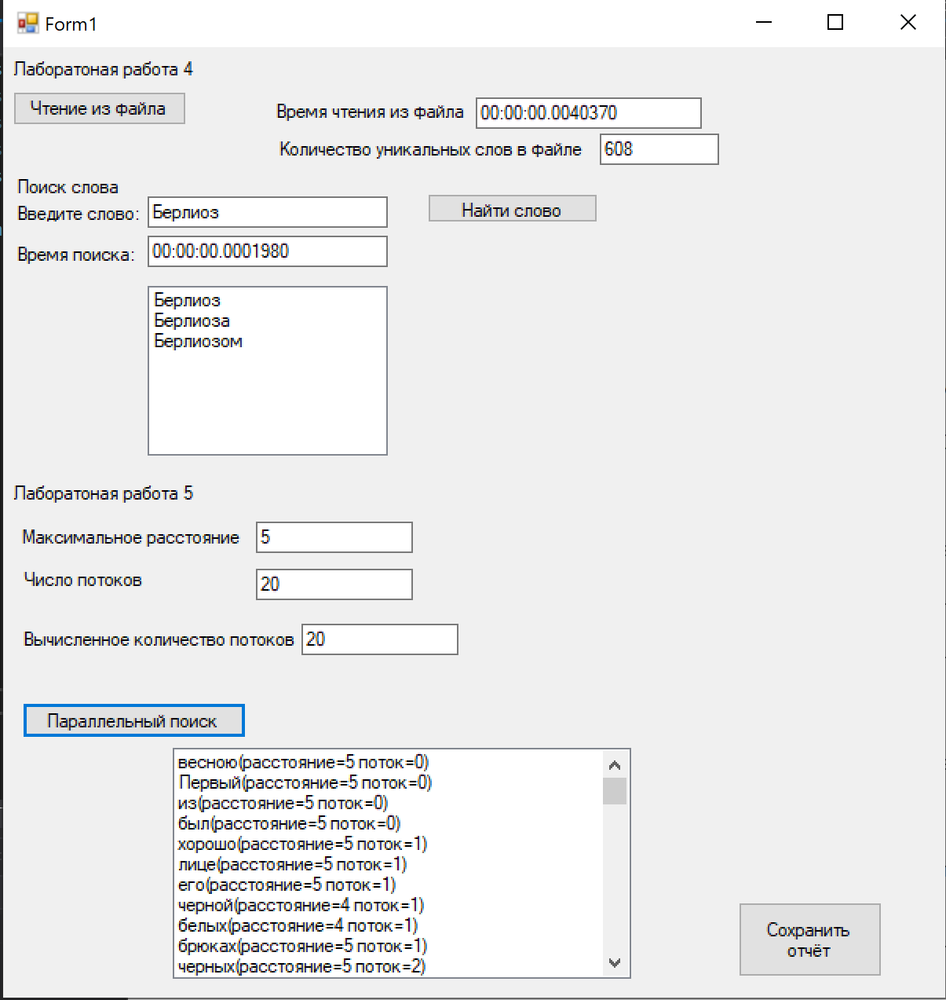 Form1
Лаборатоная работа 4
Чтение из файла
Время чтения из файла 00:00:00.0040370
Количество уникальных слов в файле 608
Поиск слова
Введите слово: Берлиоз Найти слово
Время поиска: 00:00:00.0001980
Берлиоз
Берлиоза
Берлиозом
Лаборатоная работа 5
Максимальное расстояние 5
Число потоков 20
Вычисленное количество потоков 20
Параллельный поиск
весною(расстояние=5 поток=0)
Первый(расстояние=5 поток=0)
из(расстояние=5 поток=0)
был(расстояние=5 поток=0)
хорошо(расстояние=5 поток=1)
лице(расстояние=5 поток=1)
его(расстояние=5 поток=1)
черной(расстояние=4 поток=1)
белых(расстояние=4 поток=1)
брюках(расстояние=5 поток=1)
черных(расстояние=5 поток=2)
Сохранить
отчёт